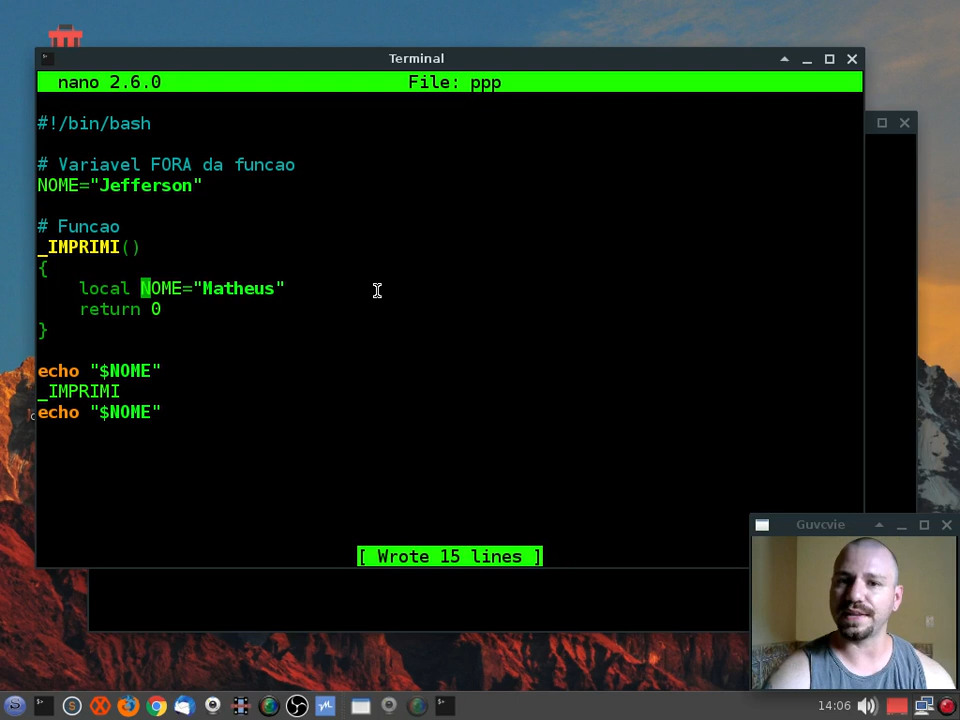 Terminal
nano 2.6.0 File: ppp
#!/bin/bash
# Variavel FORA da funcao
NOME="Jefferson"
# Funcao
_IMPRIMI()
{
local NOME="Matheus"
return 0
}
echo "$NOME"
_IMPRIMI
echo "$NOME"
[ Wrote 15 lines ]
Guvcvie
14:06